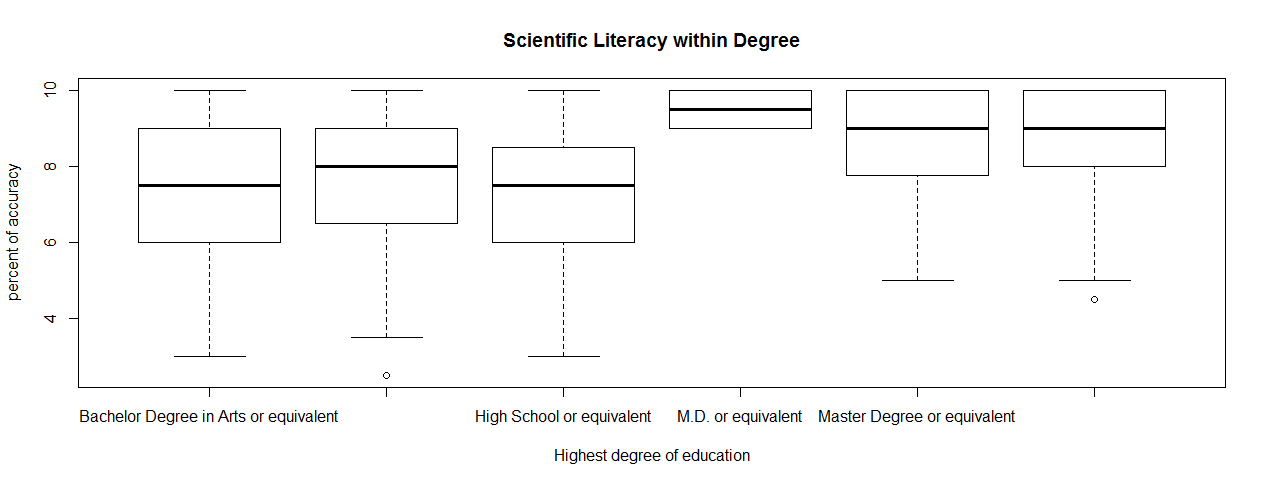 Scientific Literacy within Degree
percent of accuracy
10
8
6
4
Bachelor Degree in Arts or equivalent
High School or equivalent
M.D. or equivalent
Master Degree or equivalent
Highest degree of education